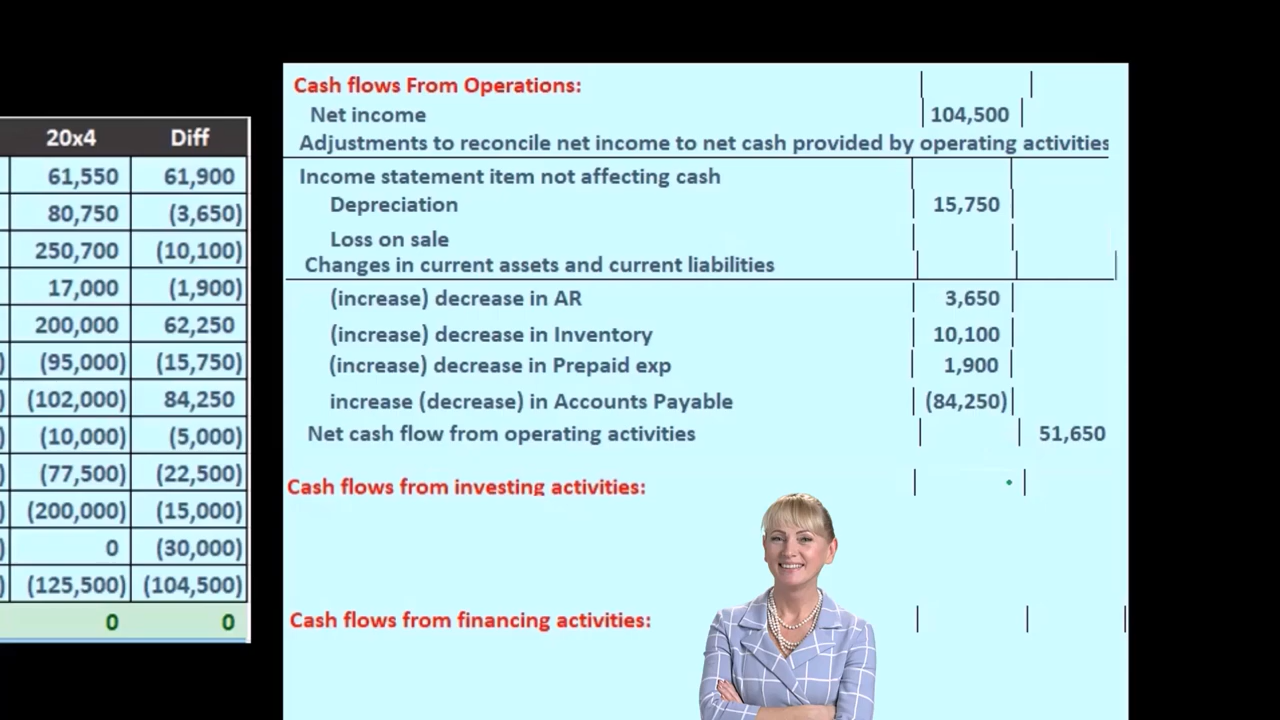 20x4 Diff
61,550 61,900
80,750 (3,650)
250,700 (10,100)
17,000 (1,900)
200,000 62,250
) (95,000) (15,750)
) (102,000) 84,250
) (10,000) (5,000)
) (77,500) (22,500)
) (200,000) (15,000)
) 0 (30,000)
) (125,500) (104,500)
0 0
Cash flows From Operations:
Net income 104,500
Adjustments to reconcile net income to net cash provided by operating activities
Income statement item not affecting cash
Depreciation 15,750
Loss on sale
Changes in current assets and current liabilities
(increase) decrease in AR 3,650
(increase) decrease in Inventory 10,100
(increase) decrease in Prepaid exp 1,900
increase (decrease) in Accounts Payable (84,250)
Net cash flow from operating activities 51,650
Cash flows from investing activities:
Cash flows from financing activities: